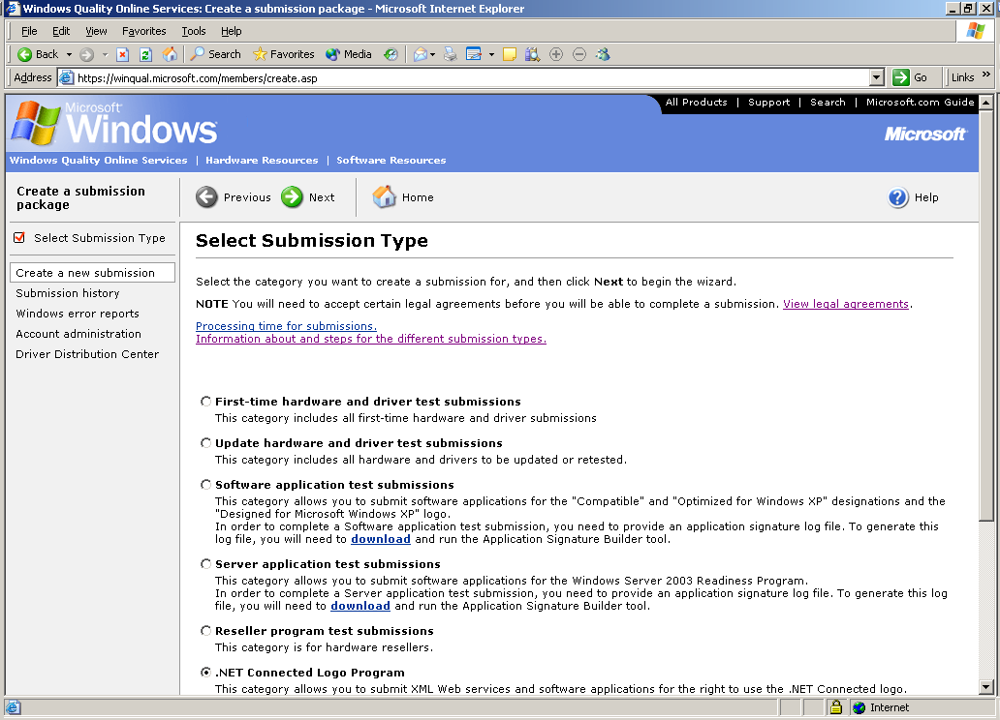 Windows Quality Online Services: Create a submission package - Microsoft Internet Explorer
File Edit View Favorites Tools Help
Back Search Favorites Media
Address https://winqual.microsoft.com/members/create.asp Go Links »
All Products | Support | Search | Microsoft.com Guide
Microsoft
Windows
Microsoft
Windows Quality Online Services | Hardware Resources | Software Resources
Create a submission
package
Previous Next Home Help
Select Submission Type
Create a new submission
Submission history
Windows error reports
Account administration
Driver Distribution Center
Select Submission Type
Select the category you want to create a submission for, and then click Next to begin the wizard.
NOTE You will need to accept certain legal agreements before you will be able to complete a submission. View legal agreements.
Processing time for submissions.
Information about and steps for the different submission types.
First-time hardware and driver test submissions
This category includes all first-time hardware and driver submissions
Update hardware and driver test submissions
This category includes all hardware and drivers to be updated or retested.
Software application test submissions
This category allows you to submit software applications for the "Compatible" and "Optimized for Windows XP" designations and the
"Designed for Microsoft Windows XP" logo.
In order to complete a Software application test submission, you need to provide an application signature log file. To generate this
log file, you will need to download and run the Application Signature Builder tool.
Server application test submissions
This category allows you to submit software applications for the Windows Server 2003 Readiness Program.
In order to complete a Server application test submission, you need to provide an application signature log file. To generate this log
file, you will need to download and run the Application Signature Builder tool.
Reseller program test submissions
This category is for hardware resellers.
.NET Connected Logo Program
This category allows you to submit XML Web services and software applications for the right to use the .NET Connected logo.
Internet